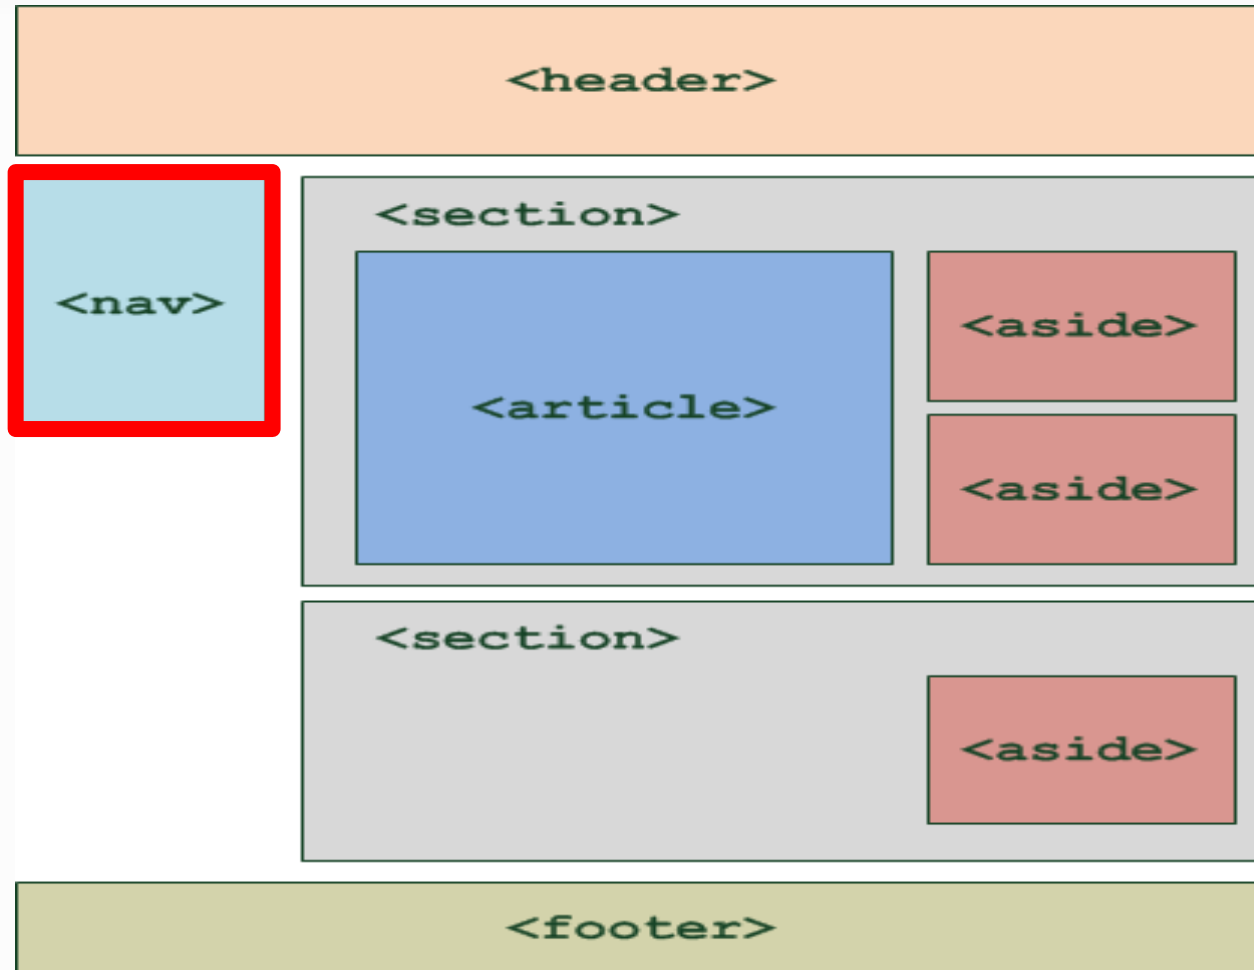 <header>
<nav>
<section>
<article>
<aside>
<aside>
<section>
<aside>
<footer>